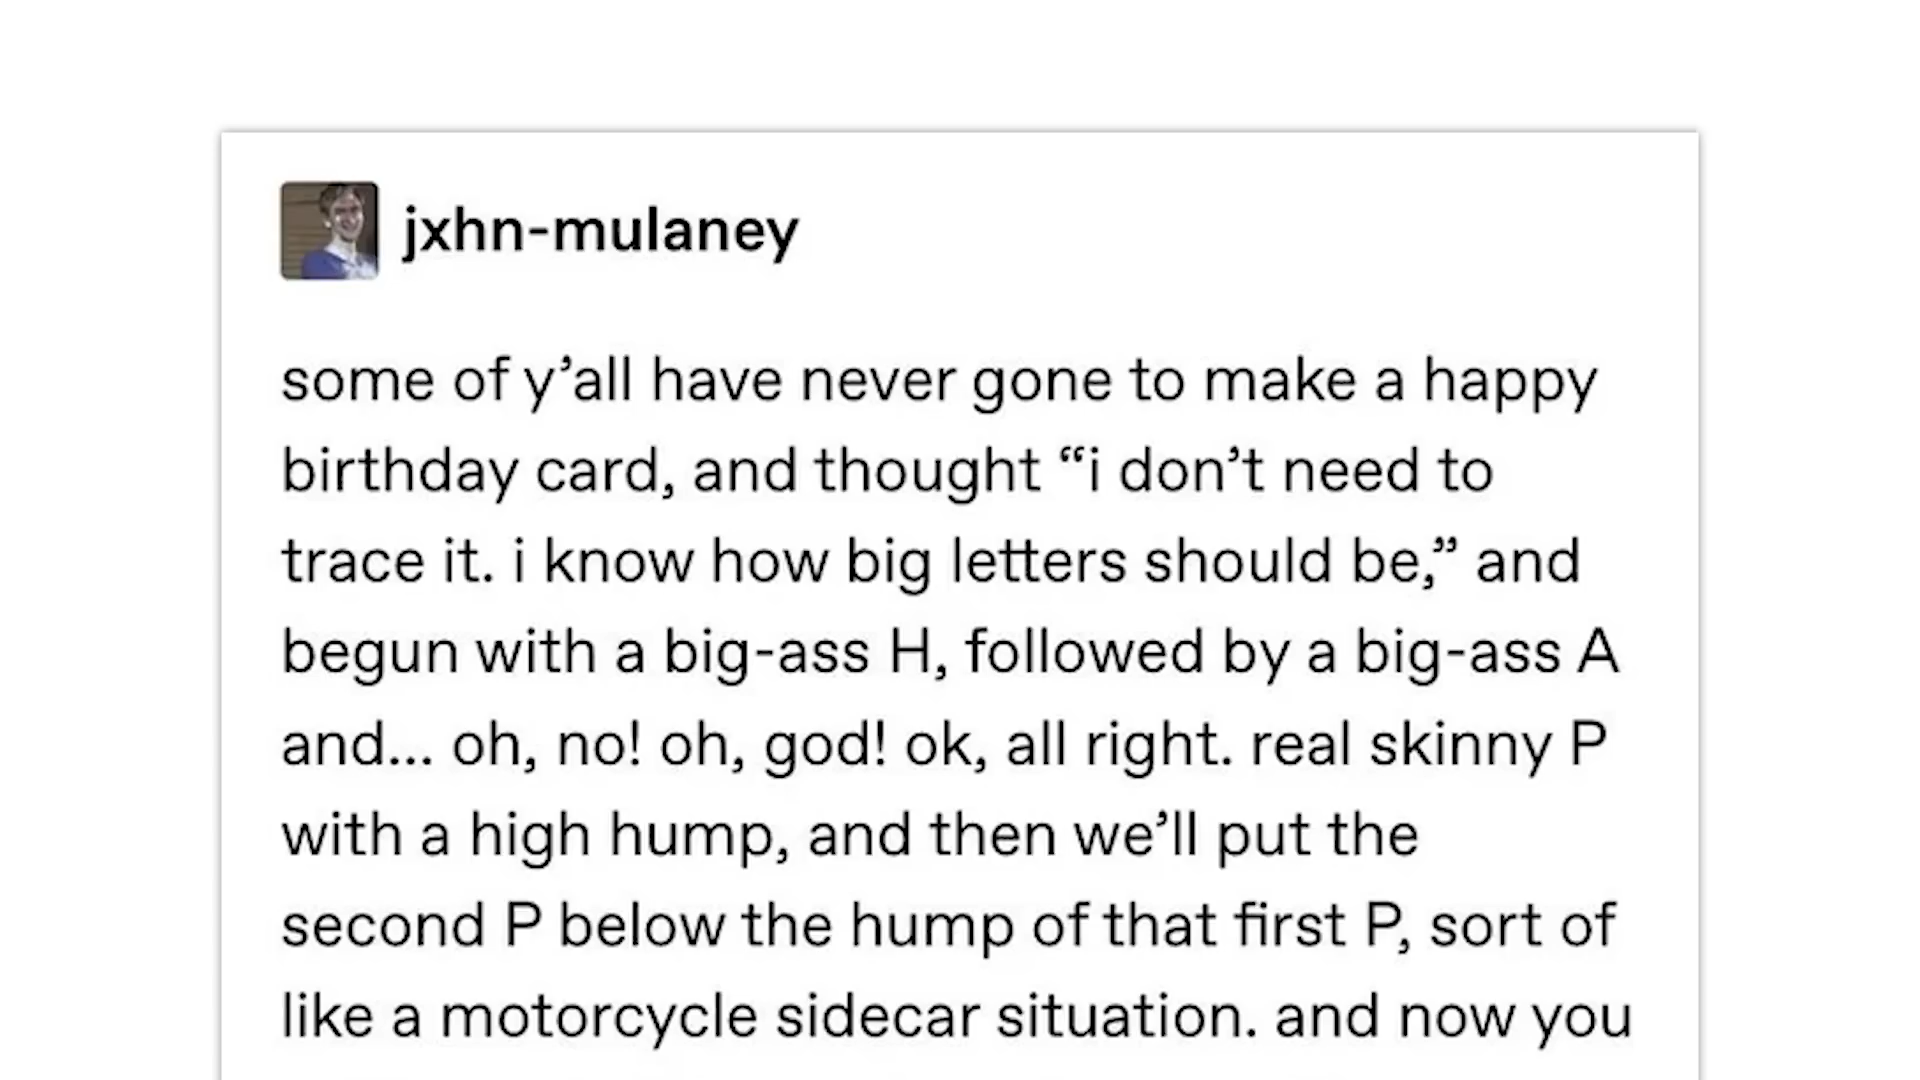 jxhn-mulaney
some of y’all have never gone to make a happy
birthday card, and thought “i don’t need to
trace it. i know how big letters should be,” and
begun with a big-ass H, followed by a big-ass A
and... oh, no! oh, god! ok, all right. real skinny P
with a high hump, and then we’ll put the
second P below the hump of that first P, sort of
like a motorcycle sidecar situation. and now you